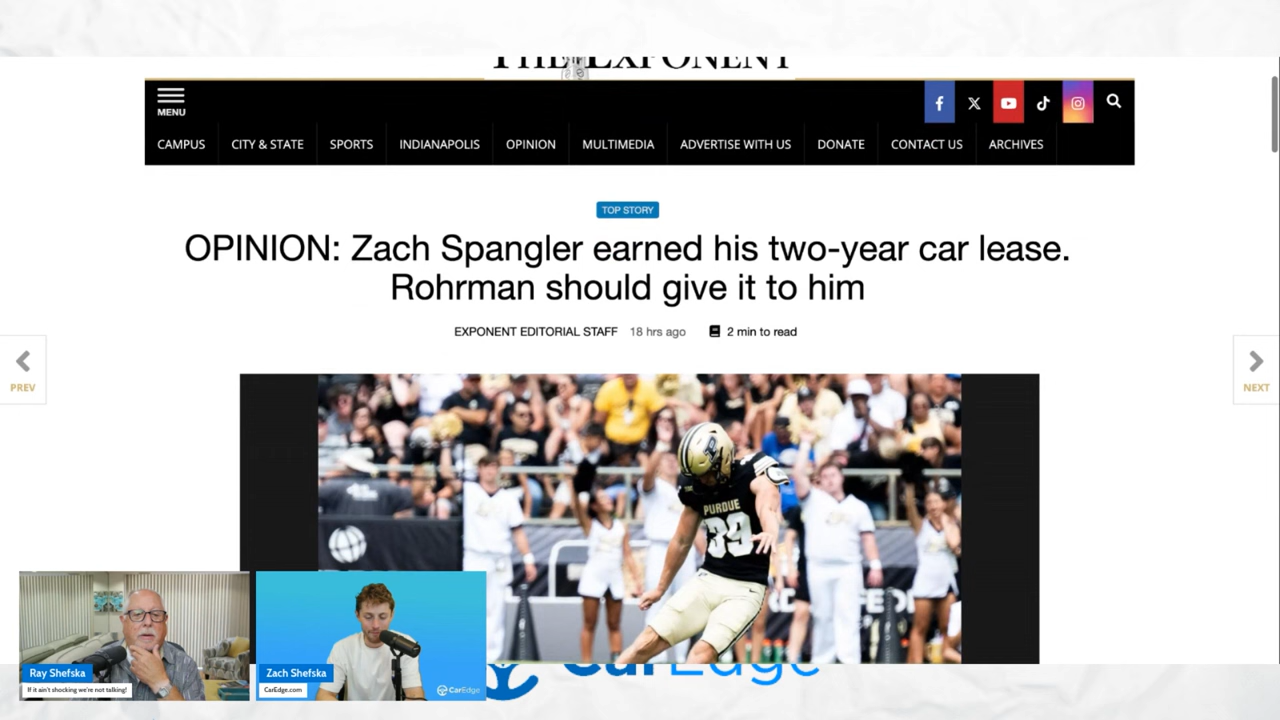 THE EXPONENT
MENU
CAMPUS CITY & STATE SPORTS INDIANAPOLIS OPINION MULTIMEDIA ADVERTISE WITH US DONATE CONTACT US ARCHIVES
TOP STORY
OPINION: Zach Spangler earned his two-year car lease.
Rohrman should give it to him
EXPONENT EDITORIAL STAFF 18 hrs ago 2 min to read
PREV
NEXT
PURDUE
39
Ray Shefska
If it ain't shocking we're not talking!
Zach Shefska
CarEdge.com
CarEdge
CarEdge